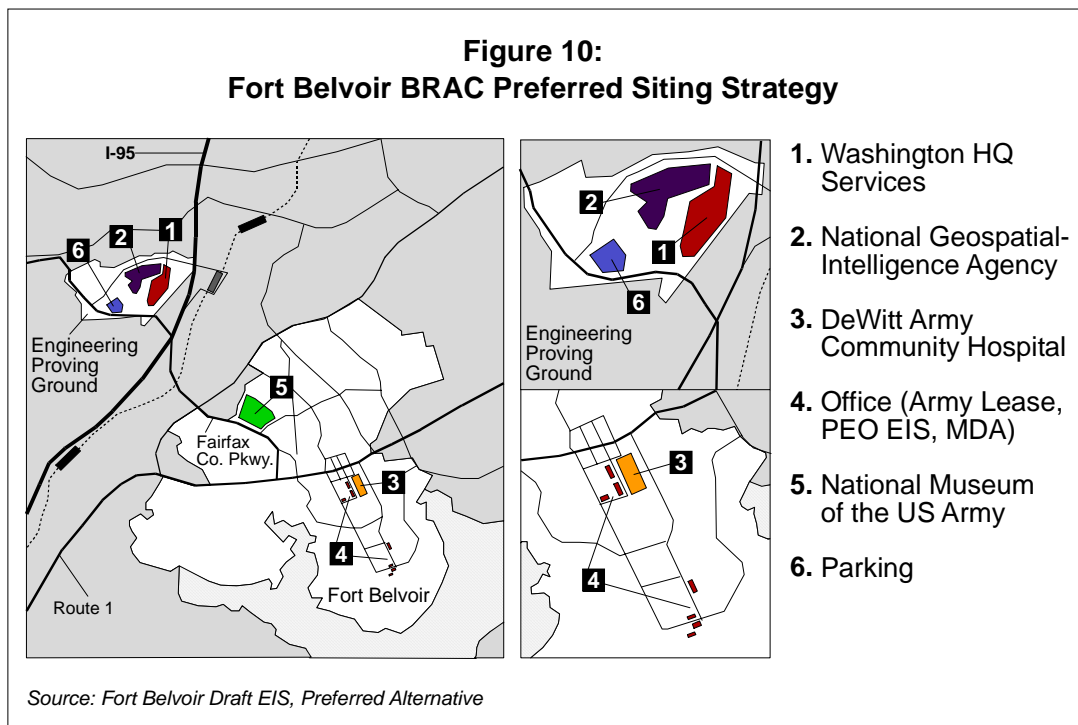 Figure 10:
Fort Belvoir BRAC Preferred Siting Strategy
I-95
6
2
1
Engineering
Proving
Ground
5
Fairfax
Co. Pkwy.
3
4
Fort Belvoir
Route 1
2
1
6
Engineering
Proving
Ground
3
4
1. Washington HQ
Services
2. National Geospatial-
Intelligence Agency
3. DeWitt Army
Community Hospital
4. Office (Army Lease,
PEO EIS, MDA)
5. National Museum
of the US Army
6. Parking
Source: Fort Belvoir Draft EIS, Preferred Alternative